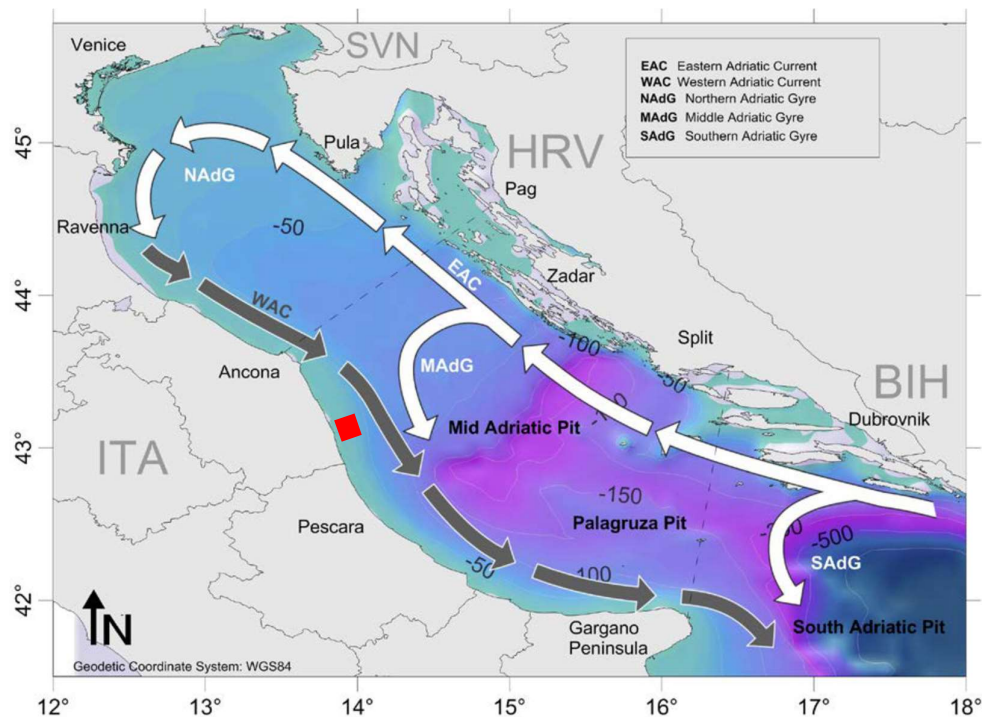 Venice
SVN
EAC Eastern Adriatic Current
WAC Western Adriatic Current
NAdG Northern Adriatic Gyre
MAdG Middle Adriatic Gyre
SAdG Southern Adriatic Gyre
45°
Pula
HRV
NAdG
Pag
Ravenna
-50
EAC
Zadar
44°
WAC
-100
Split
Ancona
MAdG
-50
BIH
Dubrovnik
43°
Mid Adriatic Pit
ITA
-150
Pescara
Palagruza Pit
-500
-50
100
SAdG
42°
N
Gargano
Peninsula
South Adriatic Pit
Geodetic Coordinate System: WGS84
12° 13° 14° 15° 16° 17° 18°